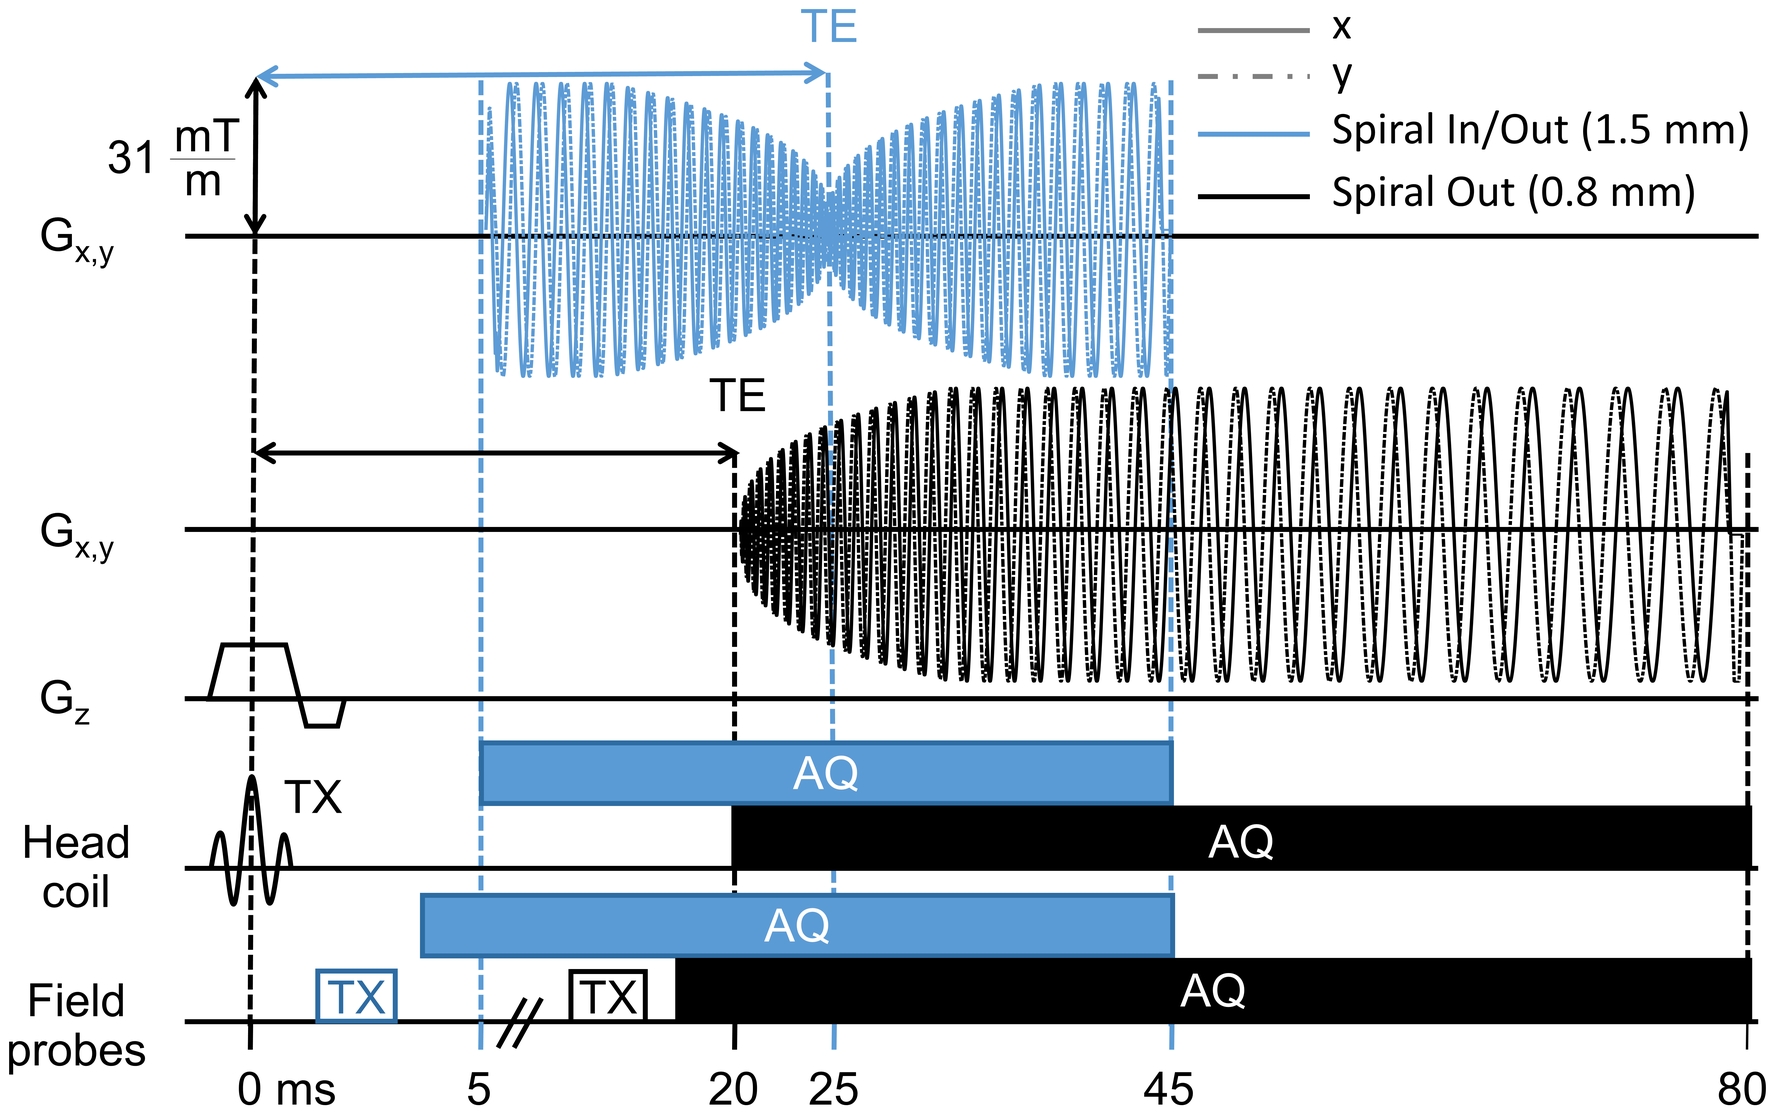 TE
x
y
Spiral In/Out (1.5 mm)
Spiral Out (0.8 mm)
31 mT
m
Gx,y
TE
Gx,y
Gz
AQ
TX
Head
coil
AQ
AQ
Field
probes
TX
TX
AQ
0 ms 5 20 25 45 80